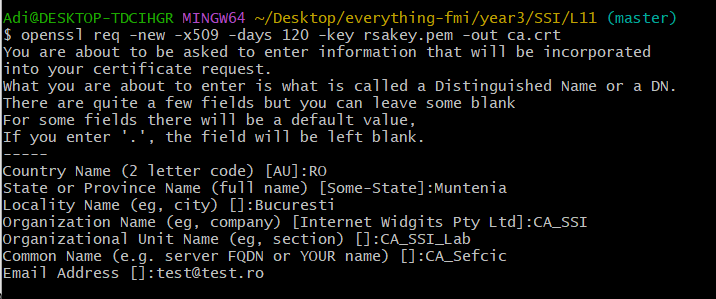 Adi@DESKTOP-TDCIHGR MINGW64 ~/Desktop/everything-fmi/year3/SSI/L11 (master)
$ openssl req -new -x509 -days 120 -key rsakey.pem -out ca.crt
You are about to be asked to enter information that will be incorporated
into your certificate request.
What you are about to enter is what is called a Distinguished Name or a DN.
There are quite a few fields but you can leave some blank
For some fields there will be a default value,
If you enter '.', the field will be left blank.
-----
Country Name (2 letter code) [AU]:RO
State or Province Name (full name) [Some-State]:Muntenia
Locality Name (eg, city) []:Bucuresti
Organization Name (eg, company) [Internet Widgits Pty Ltd]:CA_SSI
Organizational Unit Name (eg, section) []:CA_SSI_Lab
Common Name (e.g. server FQDN or YOUR name) []:CA_Sefcic
Email Address []:test@test.ro